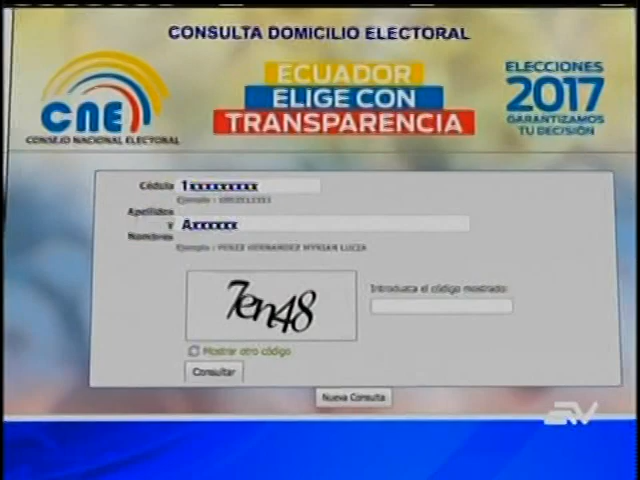 CONSULTA DOMICILIO ELECTORAL
CNE
CONSEJO NACIONAL ELECTORAL
ECUADOR
ELIGE CON
TRANSPARENCIA
ELECCIONES
2017
GARANTIZAMOS
TU DECISIÓN
Cédula 1xxxxxxxxx
Ejemplo :
Apellidos
Y Axxxxxx
Nombres
Ejemplo : PEREZ HERNANDEZ MYRIAN LUCIA
7en48
Introduzca el código mostrado:
Mostrar otro código
Consultar
Nueva Consulta